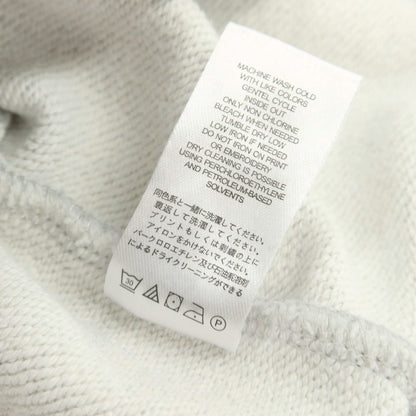 MACHINE WASH COLD
WITH LIKE COLORS
INSIDE OUT
GENTEL CYCLE
ONLY NON CHLORINE
BLEACH WHEN NEEDED
TUMBLE DRY LOW
LOW IRON IF NEEDED
DO NOT IRON ON PRINT
OR EMBROIDERY
DRY CLEANING IS POSSIBLE
USING PERCHLOROETHYLENE
AND PETROLEUM-BASED
SOLVENTS
同色系と一緒に洗濯してください。
裏返して洗濯してください。
プリントもしくは刺繍の上に
アイロンをかけないでください。
パークロロエチレン及び石油系溶剤
によるドライクリーニングができる
30
P